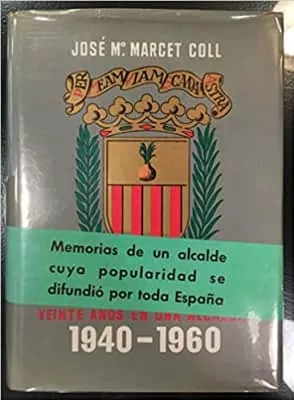 JOSÉ Mª MARCET COLL
Memorias de un alcalde
cuya popularidad se
difundió por toda España
VEINTE AÑOS EN UNA
1940-1960